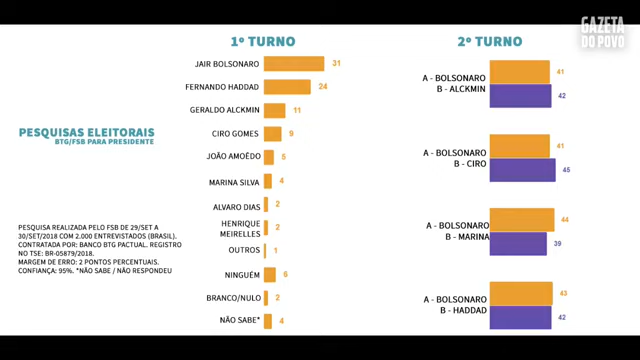 GAZETA
DO POVO
PESQUISAS ELEITORAIS
BTG/FSB PARA PRESIDENTE
PESQUISA REALIZADA PELO FSB DE 29/SET A
30/SET/2018 COM 2.000 ENTREVISTADOS (BRASIL).
CONTRATADA POR: BANCO BTG PACTUAL. REGISTRO
NO TSE: BR-05879/2018.
MARGEM DE ERRO: 2 PONTOS PERCENTUAIS.
CONFIANÇA: 95%. *NÃO SABE / NÃO RESPONDEU
1º TURNO
JAIR BOLSONARO 31
FERNANDO HADDAD 24
GERALDO ALCKMIN 11
CIRO GOMES 9
JOÃO AMOÊDO 5
MARINA SILVA 4
ALVARO DIAS 2
HENRIQUE
MEIRELLES 2
OUTROS 1
NINGUÉM 6
BRANCO/NULO 2
NÃO SABE* 4
2º TURNO
A - BOLSONARO 41
B - ALCKMIN 42
A - BOLSONARO 41
B - CIRO 45
A - BOLSONARO 44
B - MARINA 39
A - BOLSONARO 43
B - HADDAD 42